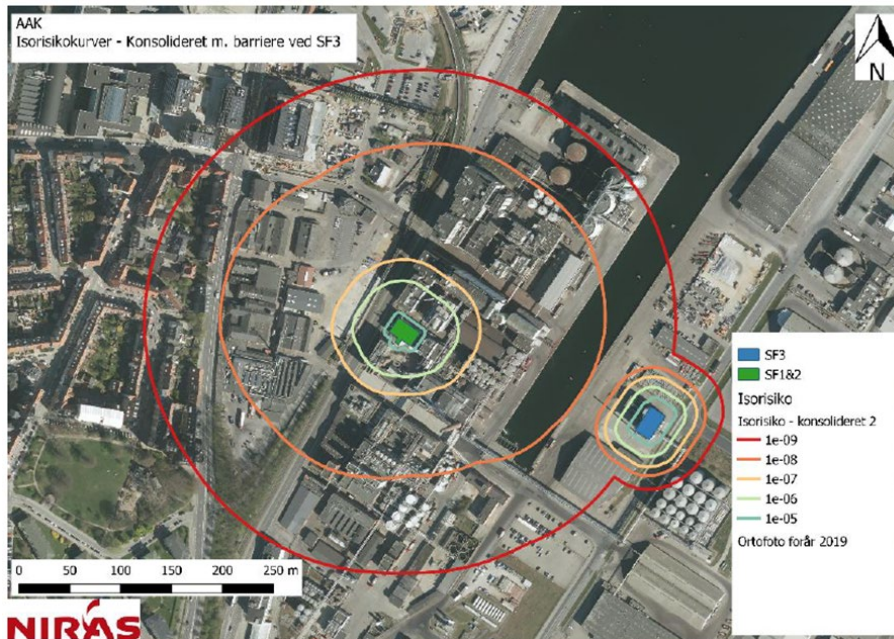 AAK
Isorisikokurver - Konsolideret m. barriere ved SF3
N
SF3
SF1&2
Isorisiko
Isorisiko - konsolideret 2
1e-09
1e-08
1e-07
1e-06
1e-05
Ortofoto forår 2019
0 50 100 150 200 250 m
NIRAS